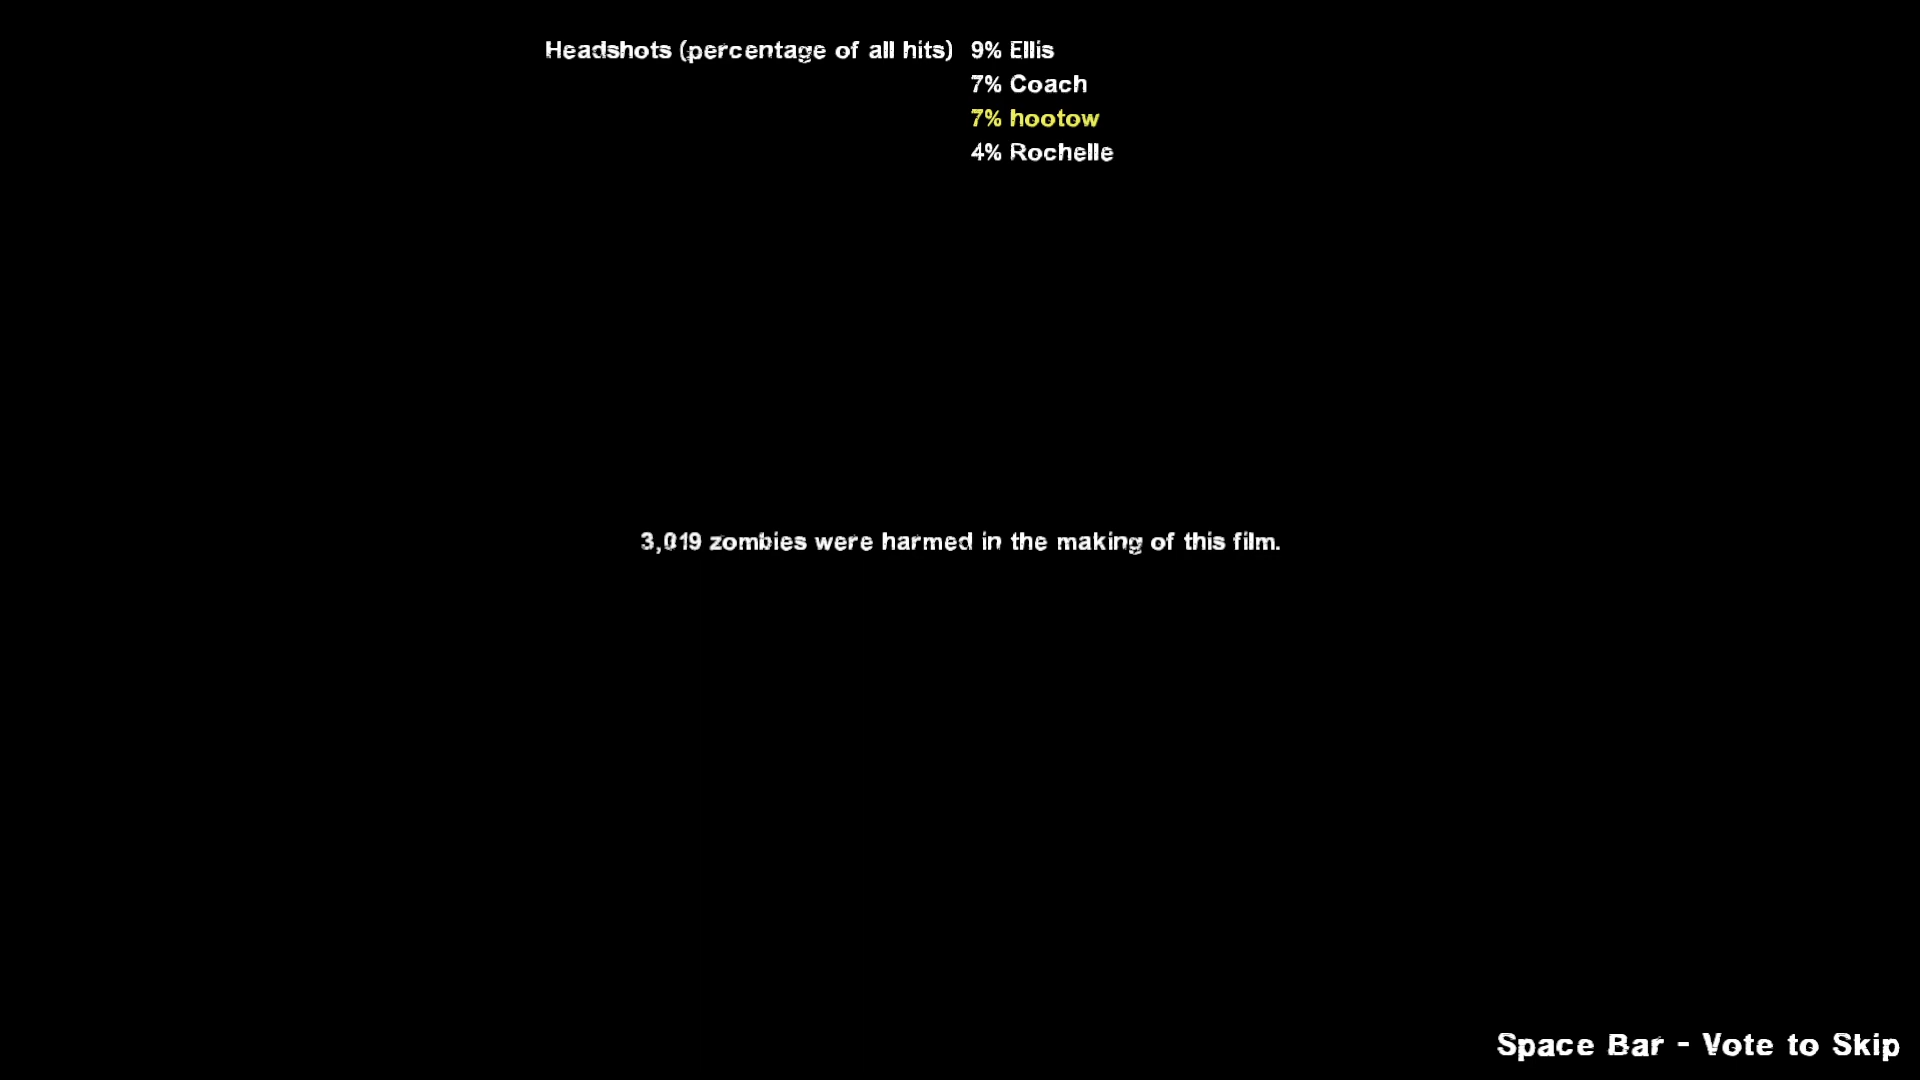 Headshots (percentage of all hits) 9% Ellis
7% Coach
7% hootow
4% Rochelle
3,019 zombies were harmed in the making of this film.
Space Bar - Vote to Skip